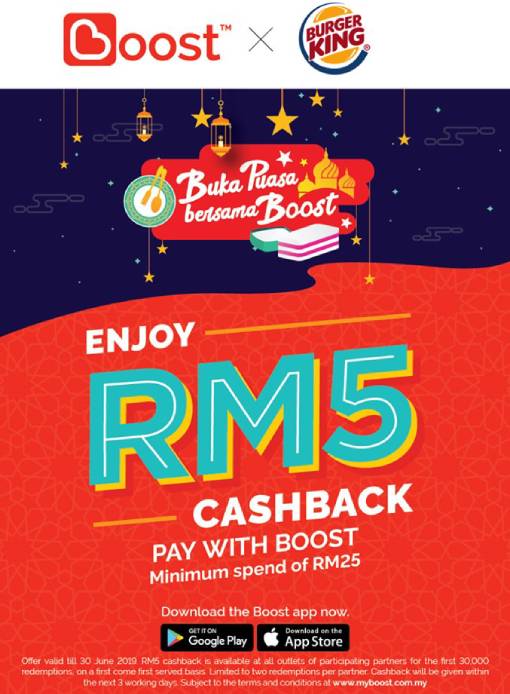 Boost™ × BURGER KING®
Buka Puasa
bersama Boost
ENJOY
RM5
CASHBACK
PAY WITH BOOST
Minimum spend of RM25
Download the Boost app now.
GET IT ON Google Play Download on the App Store
Offer valid till 30 June 2019. RM5 cashback is available at all outlets of participating partners for the first 30,000
redemptions, on a first come first served basis. Limited to two redemptions per partner. Cashback will be given within
the next 3 working days. Subject to the terms and conditions at www.myboost.com.my